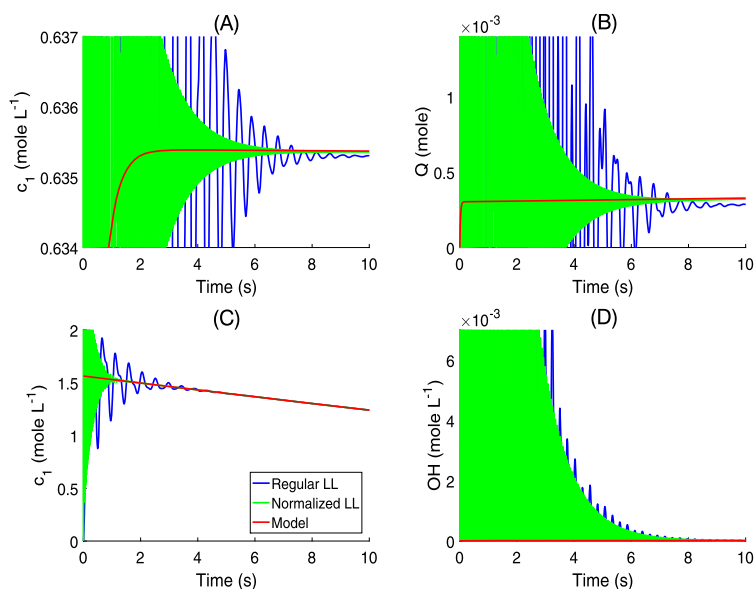 (A)
0.637
0.636
0.635
0.634
c₁ (mole L⁻¹)
0 2 4 6 8 10
Time (s)
(B)
×10⁻³
1
0.5
0
Q (mole)
0 2 4 6 8 10
Time (s)
(C)
2
1.5
1
0.5
0
c₁ (mole L⁻¹)
Regular LL
Normalized LL
Model
0 2 4 6 8 10
Time (s)
(D)
×10⁻³
6
4
2
0
OH (mole L⁻¹)
0 2 4 6 8 10
Time (s)